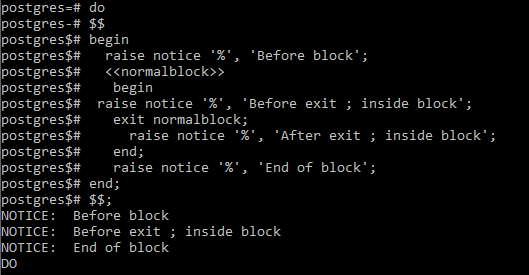 postgres=# do
postgres-# $$
postgres$# begin
postgres$#   raise notice '%', 'Before block';
postgres$#   <<normalblock>>
postgres$#    begin
postgres$#  raise notice '%', 'Before exit ; inside block';
postgres$#    exit normalblock;
postgres$#      raise notice '%', 'After exit ; inside block';
postgres$#    end;
postgres$#    raise notice '%', 'End of block';
postgres$# end;
postgres$# $$;
NOTICE:  Before block
NOTICE:  Before exit ; inside block
NOTICE:  End of block
DO